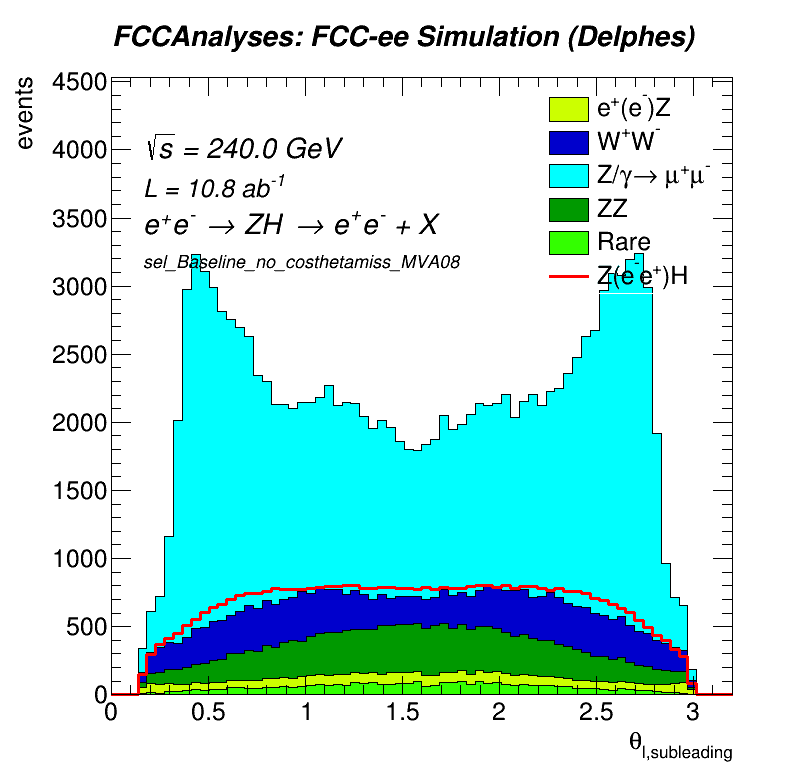 FCCAnalyses: FCC-ee Simulation (Delphes)
events
4500
4000
3500
3000
2500
2000
1500
1000
500
0
√s = 240.0 GeV
L = 10.8 ab⁻¹
e⁺e⁻ → ZH → e⁺e⁻ + X
sel_Baseline_no_costhetamiss_MVA08
e⁺(e⁻)Z
W⁺W⁻
Z/γ→ μ⁺μ⁻
ZZ
Rare
Z(e⁻e⁺)H
0 0.5 1 1.5 2 2.5 3
θl,subleading